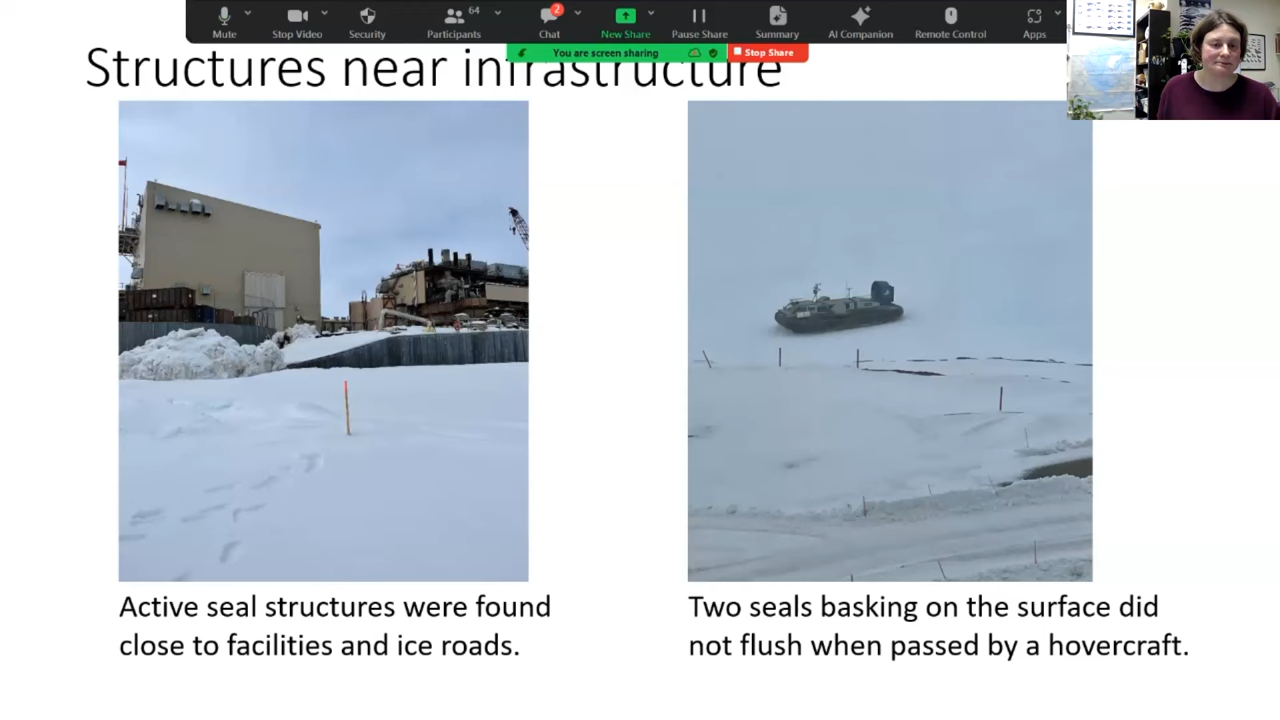 64
2
Mute
Stop Video
Security
Participants
Chat
New Share
Pause Share
Summary
AI Companion
Remote Control
Apps
You are screen sharing
Stop Share
Structures near infrastructure
Active seal structures were found
close to facilities and ice roads.
Two seals basking on the surface did
not flush when passed by a hovercraft.